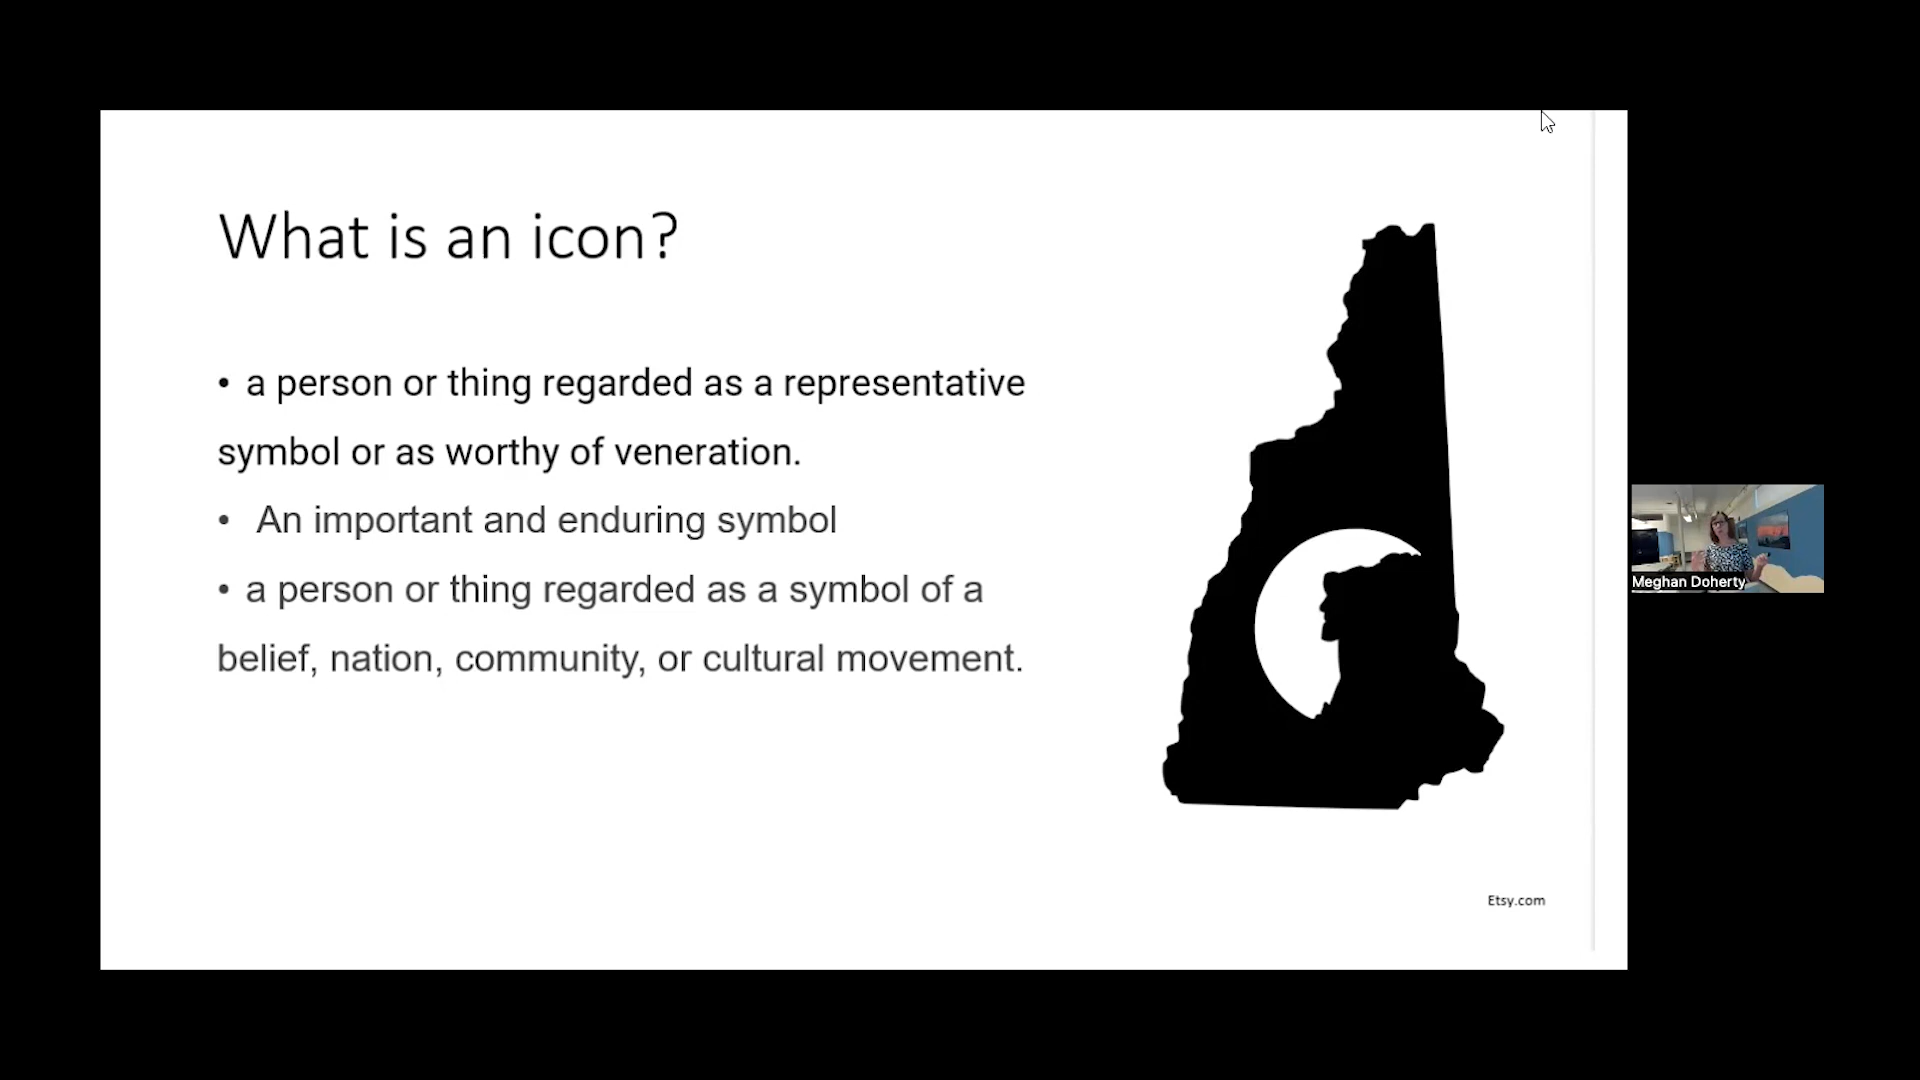 What is an icon?
• a person or thing regarded as a representative
symbol or as worthy of veneration.
• An important and enduring symbol
• a person or thing regarded as a symbol of a
belief, nation, community, or cultural movement.
Meghan Doherty
Etsy.com